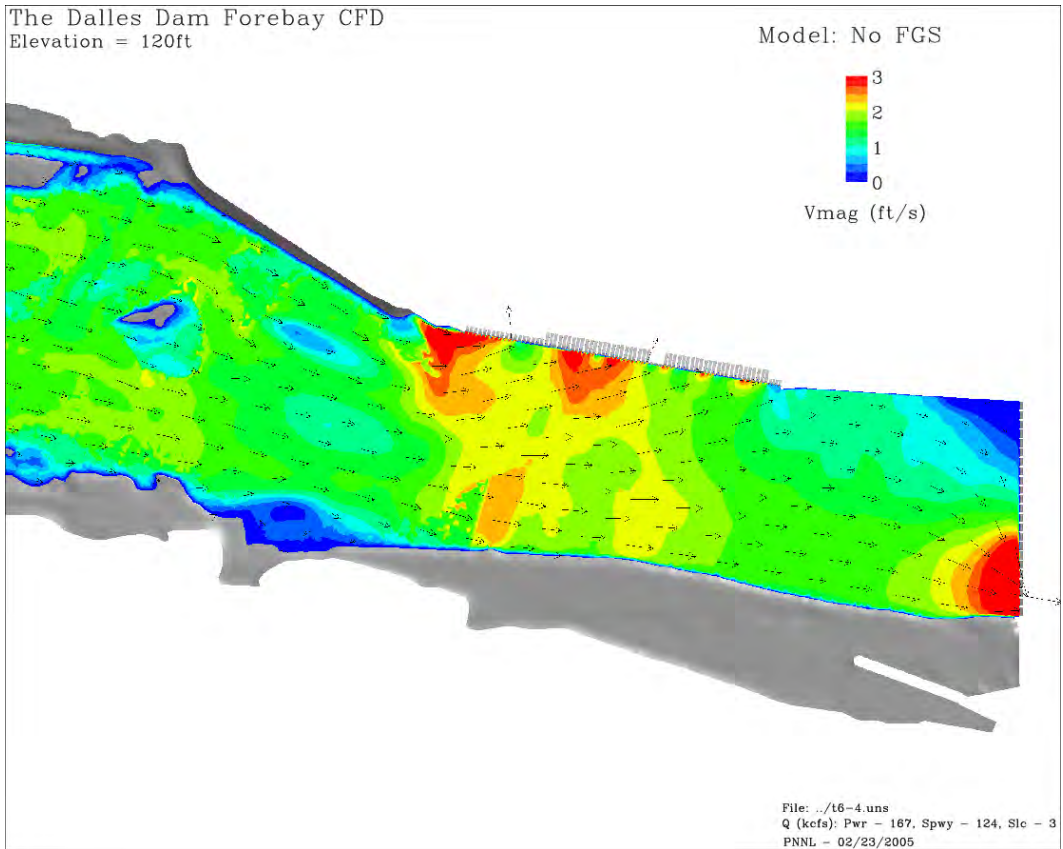 The Dalles Dam Forebay CFD
Elevation = 120ft
Model: No FGS
3
2
1
0
Vmag (ft/s)
File: ../t6-4.uns
Q (kcfs): Pwr - 167, Spwy - 124, Slc - 3
PNNL - 02/23/2005